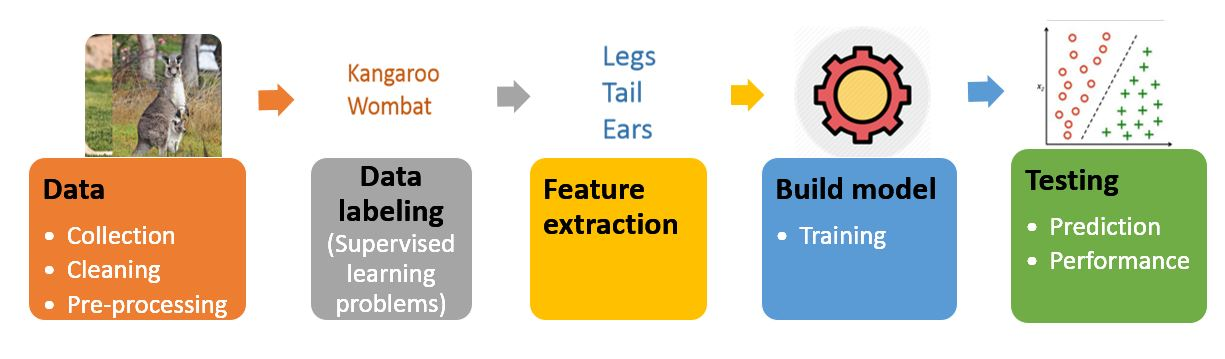 Kangaroo
Wombat
Legs
Tail
Ears
x₂
Data
• Collection
• Cleaning
• Pre-processing
Data
labeling
(Supervised
learning
problems)
Feature
extraction
Build model
• Training
Testing
• Prediction
• Performance